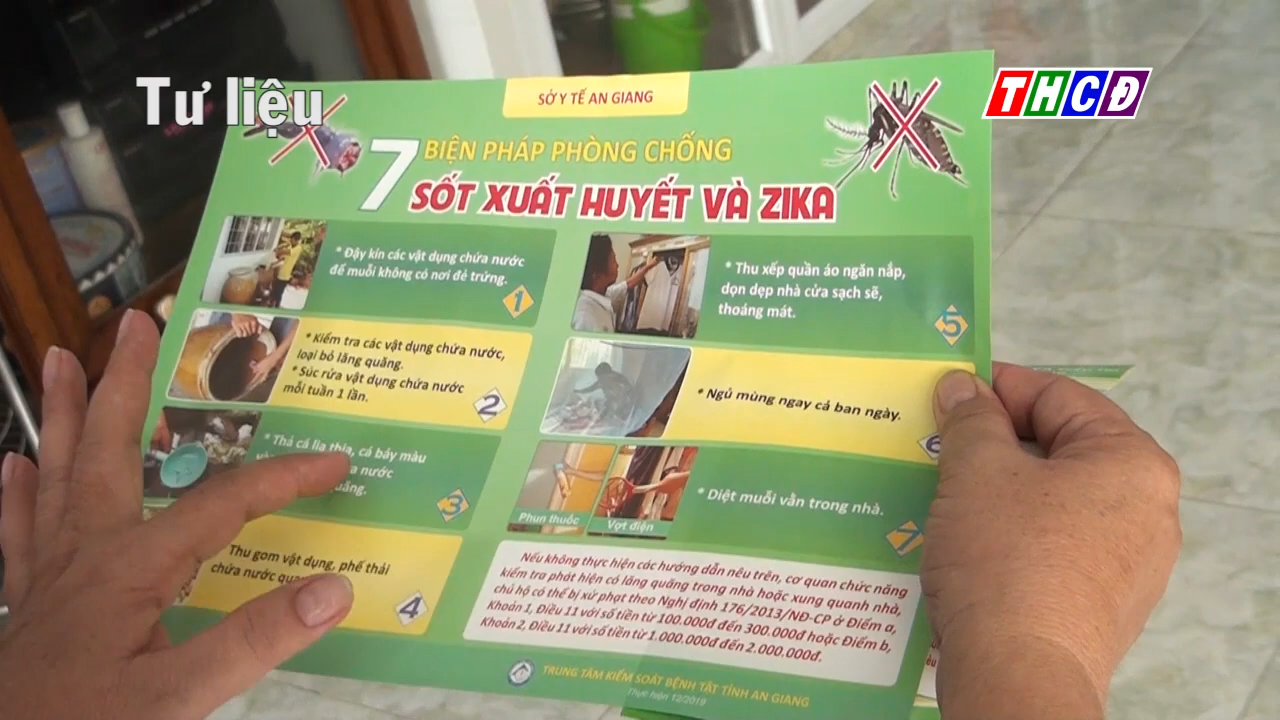 Tư liệu
THCĐ
SỞ Y TẾ AN GIANG
7 BIỆN PHÁP PHÒNG CHỐNG
SỐT XUẤT HUYẾT VÀ ZIKA
* Đậy kín các vật dụng chứa nước
để muỗi không có nơi đẻ trứng.
1
* Kiểm tra các vật dụng chứa nước,
loại bỏ lăng quăng.
* Súc rửa vật dụng chứa nước
mỗi tuần 1 lần.
2
* Thả cá lia thia, cá bảy màu
nước
3
Thu gom vật dụng, phế thải
chứa nước
4
* Thu xếp quần áo ngăn nắp,
dọn dẹp nhà cửa sạch sẽ,
thoáng mát.
5
* Ngủ mùng ngay cả ban ngày.
6
Phun thuốc
Vợt điện
* Diệt muỗi vằn trong nhà.
7
Nếu không thực hiện các hướng dẫn nêu trên, cơ quan chức năng
kiểm tra phát hiện có lăng quăng trong nhà hoặc xung quanh nhà,
chủ hộ có thể bị xử phạt theo Nghị định 176/2013/NĐ-CP ở Điểm a,
Khoản 1, Điều 11 với số tiền từ 100.000đ đến 300.000đ hoặc Điểm b,
Khoản 2, Điều 11 với số tiền từ 1.000.000đ đến 2.000.000đ.
TRUNG TÂM KIỂM SOÁT BỆNH TẬT TỈNH AN GIANG
Thực hiện 12/2019